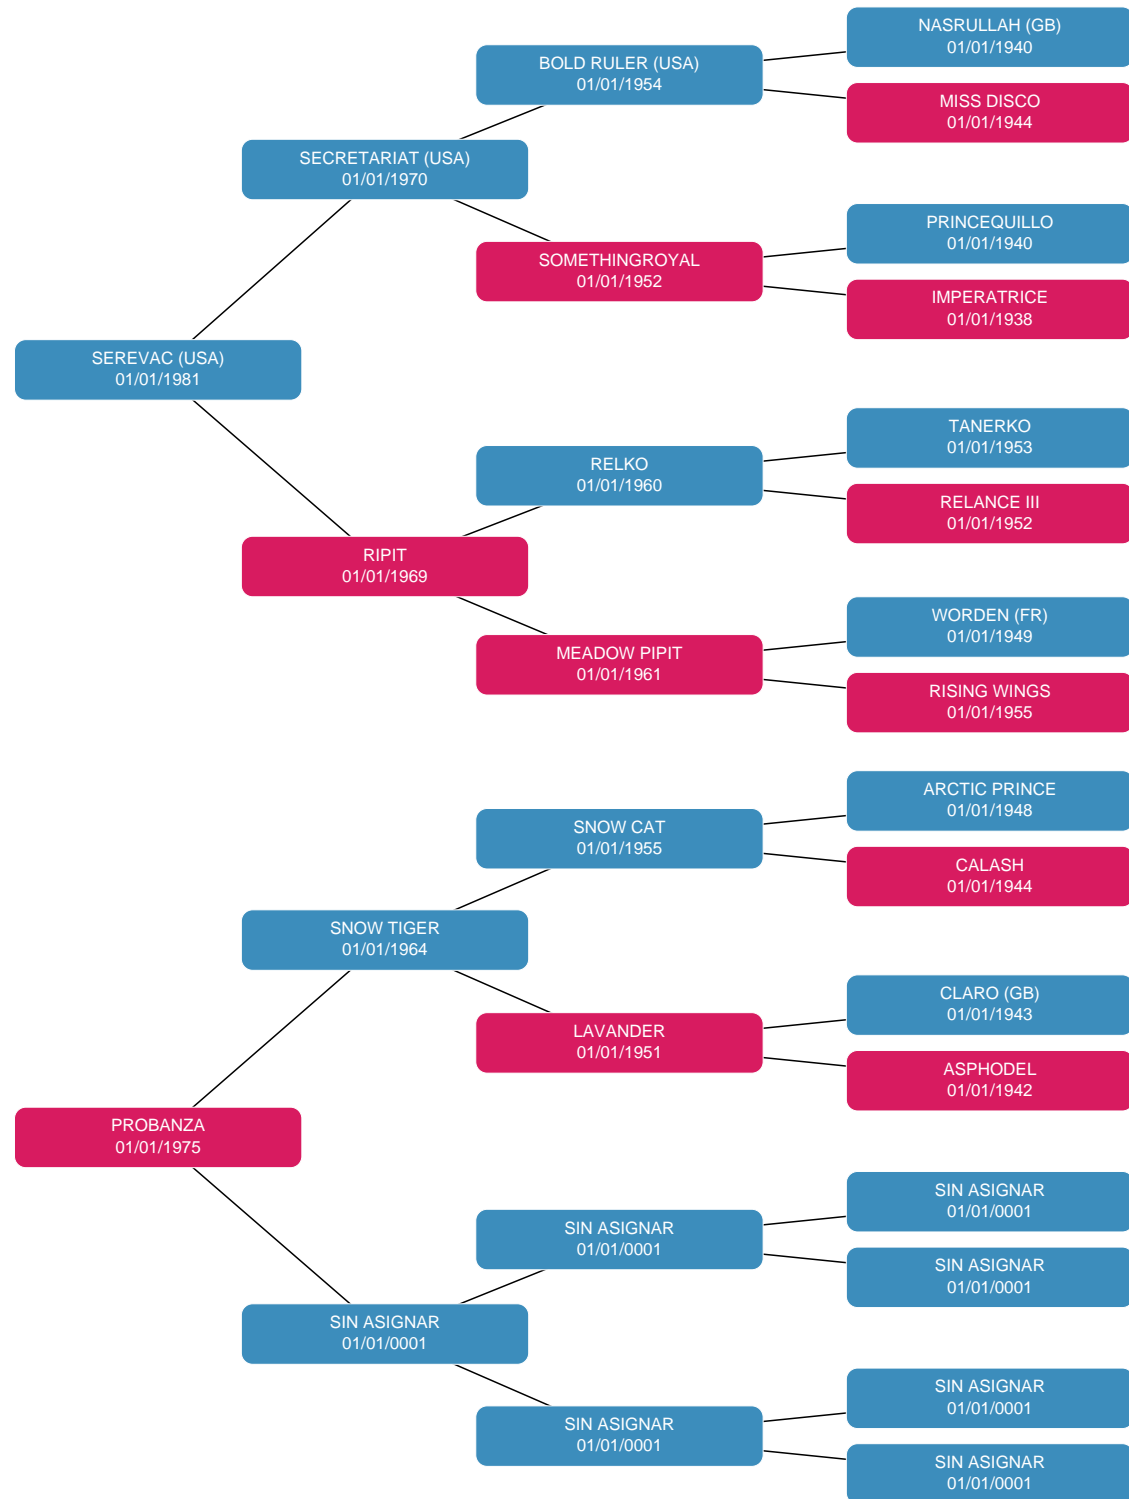 NASRULLAH (GB)
01/01/1940
BOLD RULER (USA)
01/01/1954
MISS DISCO
01/01/1944
SECRETARIAT (USA)
01/01/1970
PRINCEQUILLO
01/01/1940
SOMETHINGROYAL
01/01/1952
IMPERATRICE
01/01/1938
SEREVAC (USA)
01/01/1981
TANERKO
01/01/1953
RELKO
01/01/1960
RELANCE III
01/01/1952
RIPIT
01/01/1969
WORDEN (FR)
01/01/1949
MEADOW PIPIT
01/01/1961
RISING WINGS
01/01/1955
ARCTIC PRINCE
01/01/1948
SNOW CAT
01/01/1955
CALASH
01/01/1944
SNOW TIGER
01/01/1964
CLARO (GB)
01/01/1943
LAVANDER
01/01/1951
ASPHODEL
01/01/1942
PROBANZA
01/01/1975
SIN ASIGNAR
01/01/0001
SIN ASIGNAR
01/01/0001
SIN ASIGNAR
01/01/0001
SIN ASIGNAR
01/01/0001
SIN ASIGNAR
01/01/0001
SIN ASIGNAR
01/01/0001
SIN ASIGNAR
01/01/0001